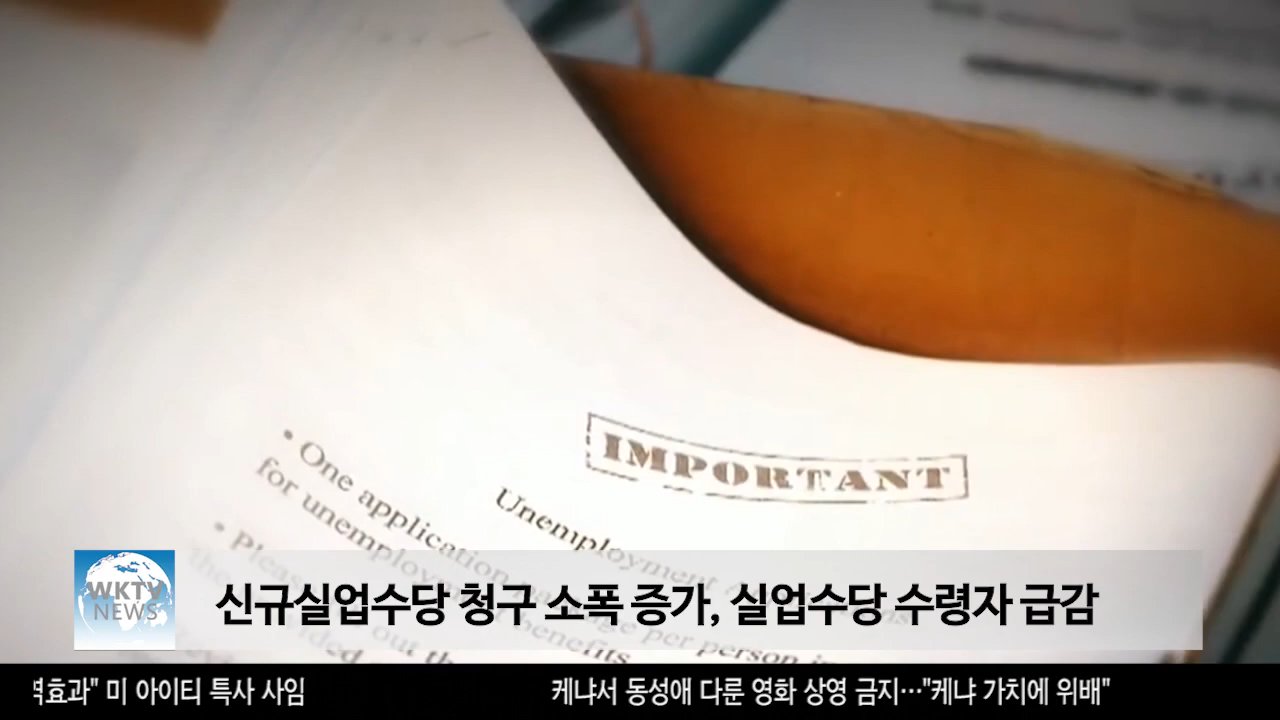 IMPORTANT
Unemployment
• One application page per person in
for unemployment benefits.
WKTV
NEWS
신규실업수당 청구 소폭 증가, 실업수당 수령자 급감
효과" 미 아이티 특사 사임
케냐서 동성애 다룬 영화 상영 금지…"케냐 가치에 위배"